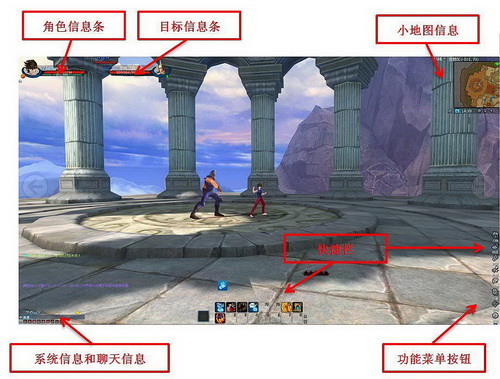 角色信息条
目标信息条
小地图信息
快捷栏
系统信息和聊天信息
功能菜单按钮